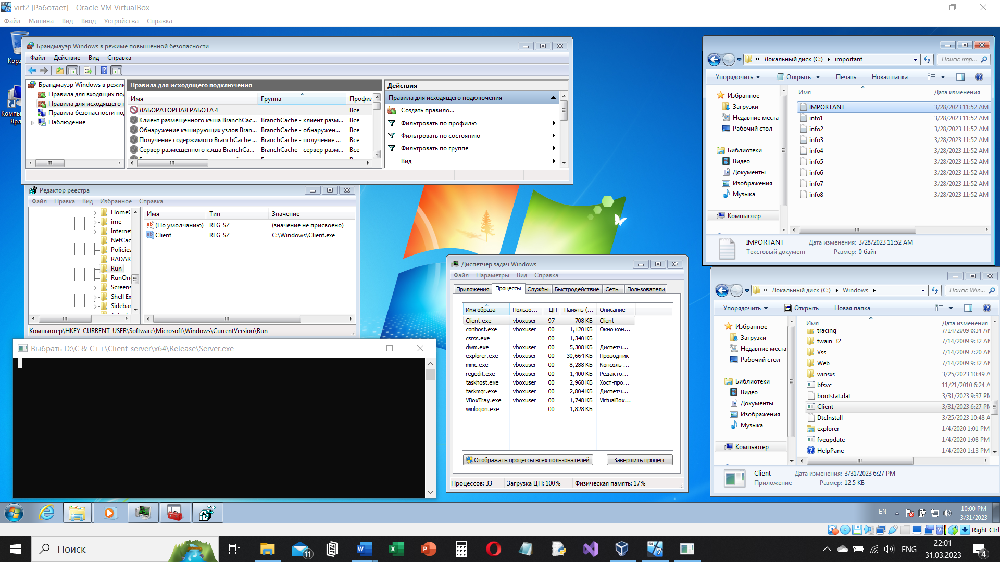 virt2 [Работает] - Oracle VM VirtualBox
Файл Машина Вид Ввод Устройства Справка
Брандмауэр Windows в режиме повышенной безопасности
Файл Действие Вид Справка
Брандмауэр Windows в режим
Правила для входящих по
Правила для исходящего г
Правила безопасности по
Наблюдение
Правила для исходящего подключения
Имя Группа Профил
ЛАБОРАТОРНАЯ РАБОТА 4 Все
Клиент размещенного кэша BranchCac... BranchCache - клиент разм... Все
Обнаружение кэширующих узлов Bran... BranchCache - обнаружен... Все
Получение содержимого BranchCache ... BranchCache - получение ... Все
Сервер размещенного кэша BranchCa... BranchCache - сервер разм... Все
Действия
Правила для исходящего подключения
Создать правило...
Фильтровать по профилю
Фильтровать по состоянию
Фильтровать по группе
Вид
Редактор реестра
Файл Правка Вид Избранное Справка
HomeG
ime
Interne
NetCac
Policies
RADAR
Run
RunOn
Screens
Shell Ex
Sidebar
Имя Тип Значение
(По умолчанию) REG_SZ (значение не присвоено)
Client REG_SZ C:\Windows\Client.exe
Компьютер\HKEY_CURRENT_USER\Software\Microsoft\Windows\CurrentVersion\Run
Выбрать D:\C & C++\Client-server\x64\Release\Server.exe
Диспетчер задач Windows
Файл Параметры Вид Справка
Приложения Процессы Службы Быстродействие Сеть Пользователи
Имя образа Пользо... ЦП Память (... Описание
Client.exe vboxuser 97 708 КБ Client
conhost.exe vboxuser 00 1,120 КБ Окно кон...
csrss.exe 00 1,340 КБ
dwm.exe vboxuser 00 5,308 КБ Диспетч...
explorer.exe vboxuser 00 30,664 КБ Проводник
mmc.exe vboxuser 00 8,288 КБ Консоль ...
regedit.exe vboxuser 00 1,400 КБ Редакто...
taskhost.exe vboxuser 00 2,968 КБ Хост-про...
taskmgr.exe vboxuser 00 2,804 КБ Диспетч...
VBoxTray.exe vboxuser 00 1,748 КБ VirtualBox...
winlogon.exe 00 1,828 КБ
Отображать процессы всех пользователей Завершить процесс
Процессов: 33 Загрузка ЦП: 100% Физическая память: 17%
« Локальный диск (C:) important Поиск: imp...
Упорядочить Открыть Печать Новая папка
Избранное
Загрузки
Недавние места
Рабочий стол
Библиотеки
Видео
Документы
Изображения
Музыка
Компьютер
Имя Дата изменения
IMPORTANT 3/28/2023 11:52 AM
info1 3/28/2023 11:52 AM
info2 3/28/2023 11:52 AM
info3 3/28/2023 11:52 AM
info4 3/28/2023 11:52 AM
info5 3/28/2023 11:52 AM
info6 3/28/2023 11:52 AM
info7 3/28/2023 11:52 AM
info8 3/28/2023 11:52 AM
IMPORTANT Дата изменения: 3/28/2023 11:52 AM
Текстовый документ Размер: 0 байт
« Локальный диск (C:) Windows Поиск: Win...
Упорядочить Открыть Новая папка
Избранное
Загрузки
Недавние места
Рабочий стол
Библиотеки
Видео
Документы
Изображения
Музыка
Компьютер
Имя Дата изменения
tracing 7/14/2009 6:34 AM
twain_32 7/14/2009 9:32 AM
Vss 7/14/2009 7:20 AM
Web 7/14/2009 9:32 AM
winsxs 3/25/2023 10:49 A
bfsvc 11/21/2010 6:24 A
bootstat.dat 3/31/2023 9:37 PM
Client 3/31/2023 6:27 PM
DtcInstall 3/25/2023 10:48 A
explorer 1/4/2020 1:01 PM
fveupdate 1/4/2020 1:08 PM
HelpPane 1/4/2020 1:13 PM
Client Дата изменения: 3/31/2023 6:27 PM
Приложение Размер: 12.5 КБ
Корз
Компь
Ярл
EN 10:00 PM
3/31/2023
Right Ctrl
Поиск 11 ENG 22:01
31.03.2023 4